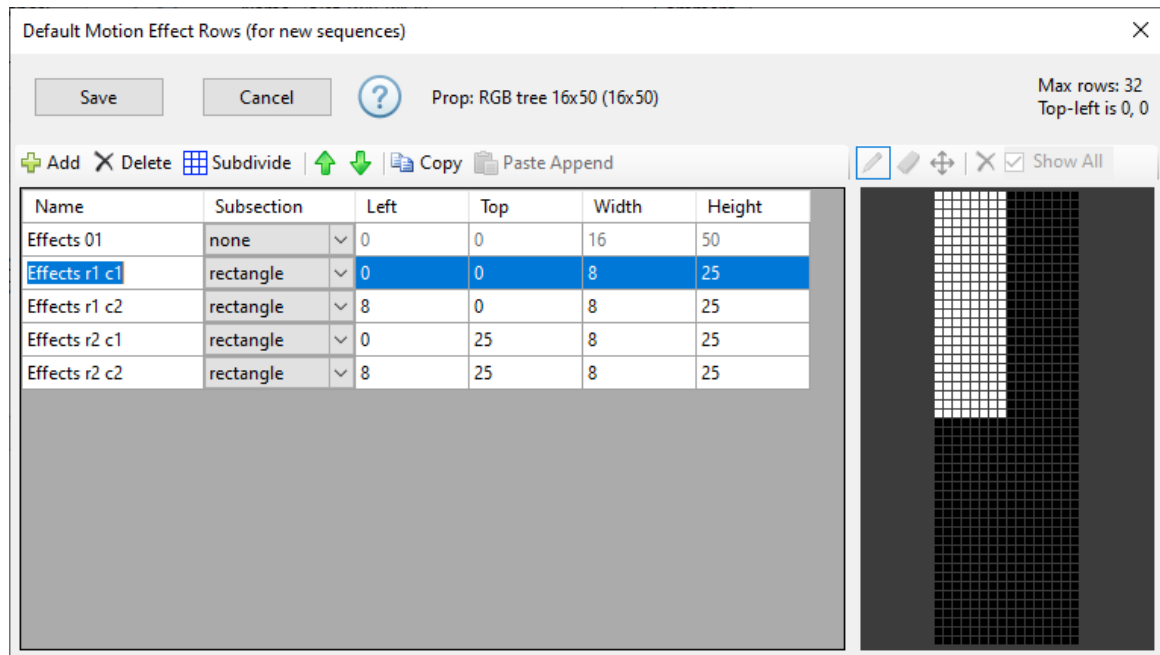 Default Motion Effect Rows (for new sequences)
Save Cancel ? Prop: RGB tree 16x50 (16x50) Max rows: 32
Top-left is 0, 0
Add Delete Subdivide Copy Paste Append Show All
Name Subsection Left Top Width Height
Effects 01 none 0 0 16 50
Effects r1 c1 rectangle 0 0 8 25
Effects r1 c2 rectangle 8 0 8 25
Effects r2 c1 rectangle 0 25 8 25
Effects r2 c2 rectangle 8 25 8 25